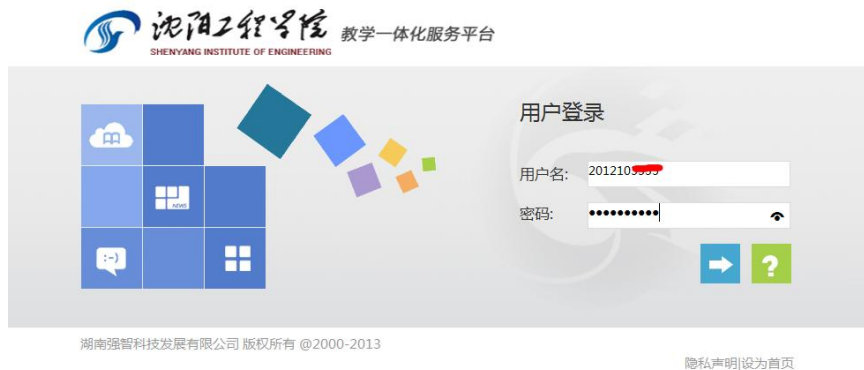 沈阳工程学院
SHENYANG INSTITUTE OF ENGINEERING
教学一体化服务平台
用户登录
用户名: 2012105
密码: ••••••••••
NEWS
:-)
?
湖南强智科技发展有限公司 版权所有 @2000-2013
隐私声明|设为首页